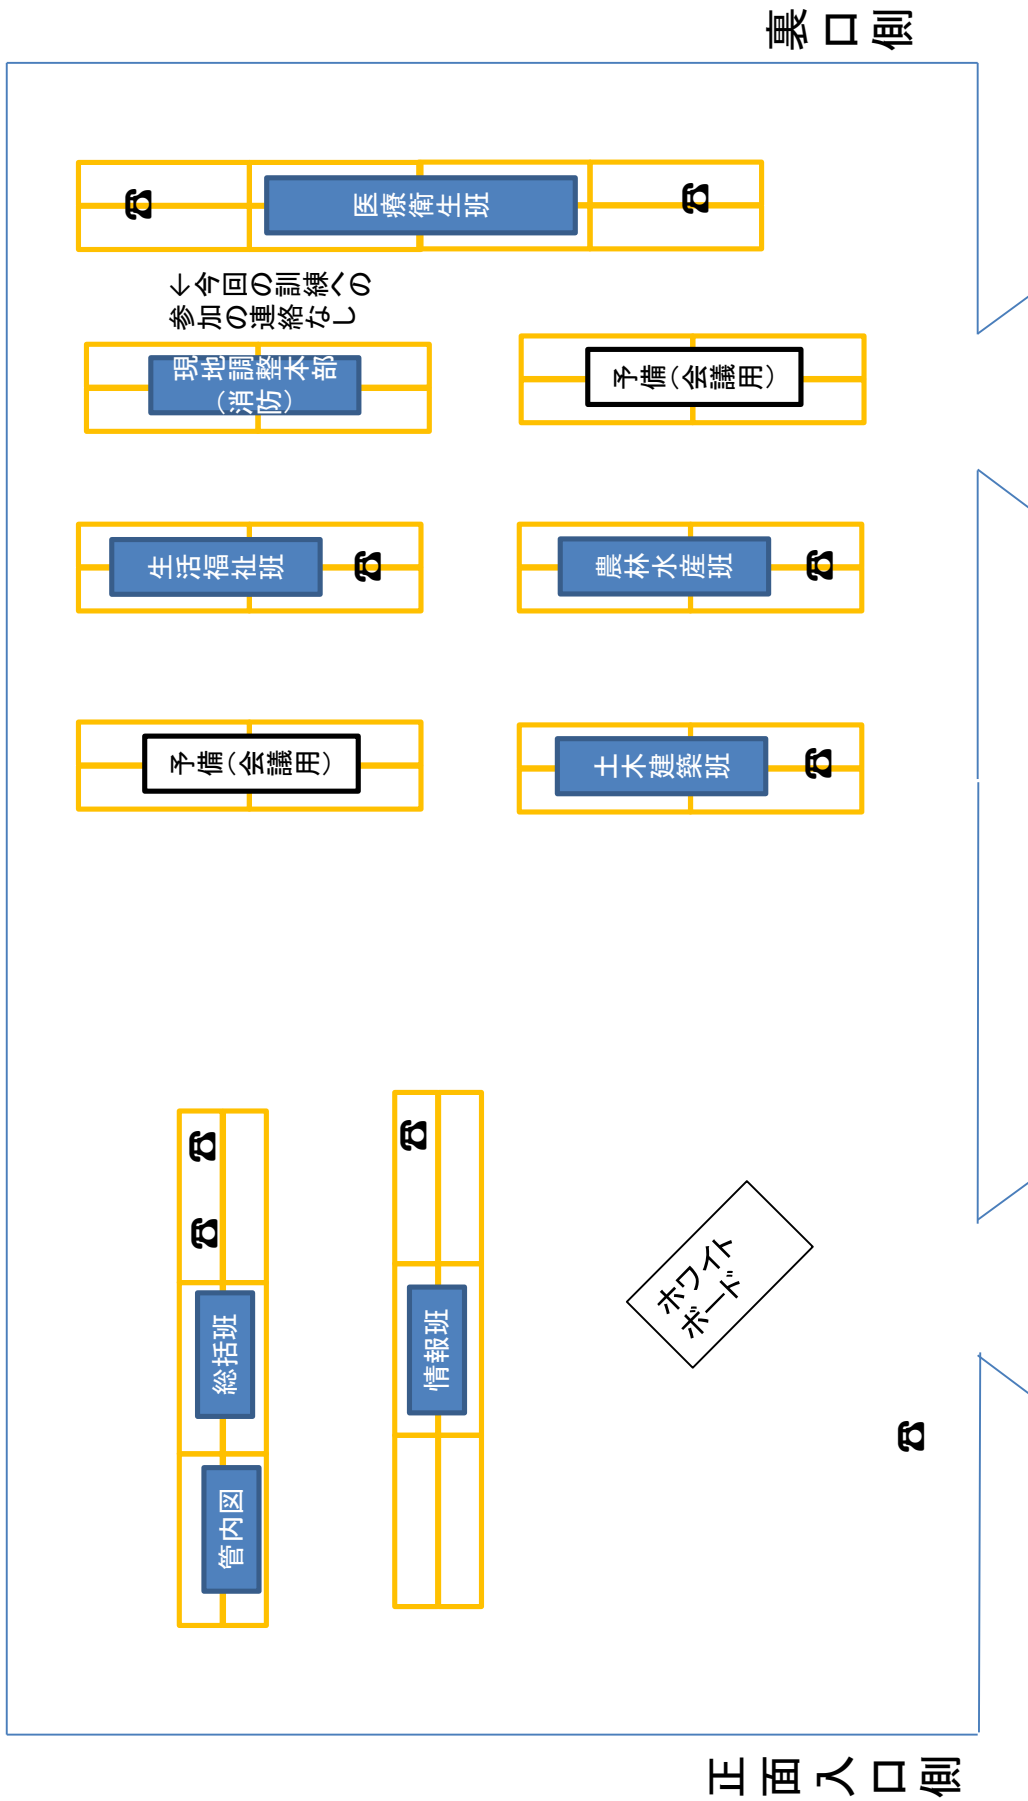 裏口側
医療衛生班
←今回の訓練への
参加の連絡なし
現地調整本部
(消防)
予備(会議用)
生活福祉班
農林水産班
予備(会議用)
土木建築班
総括班
情報班
管内図
ホワイト
ボード
正面入口側